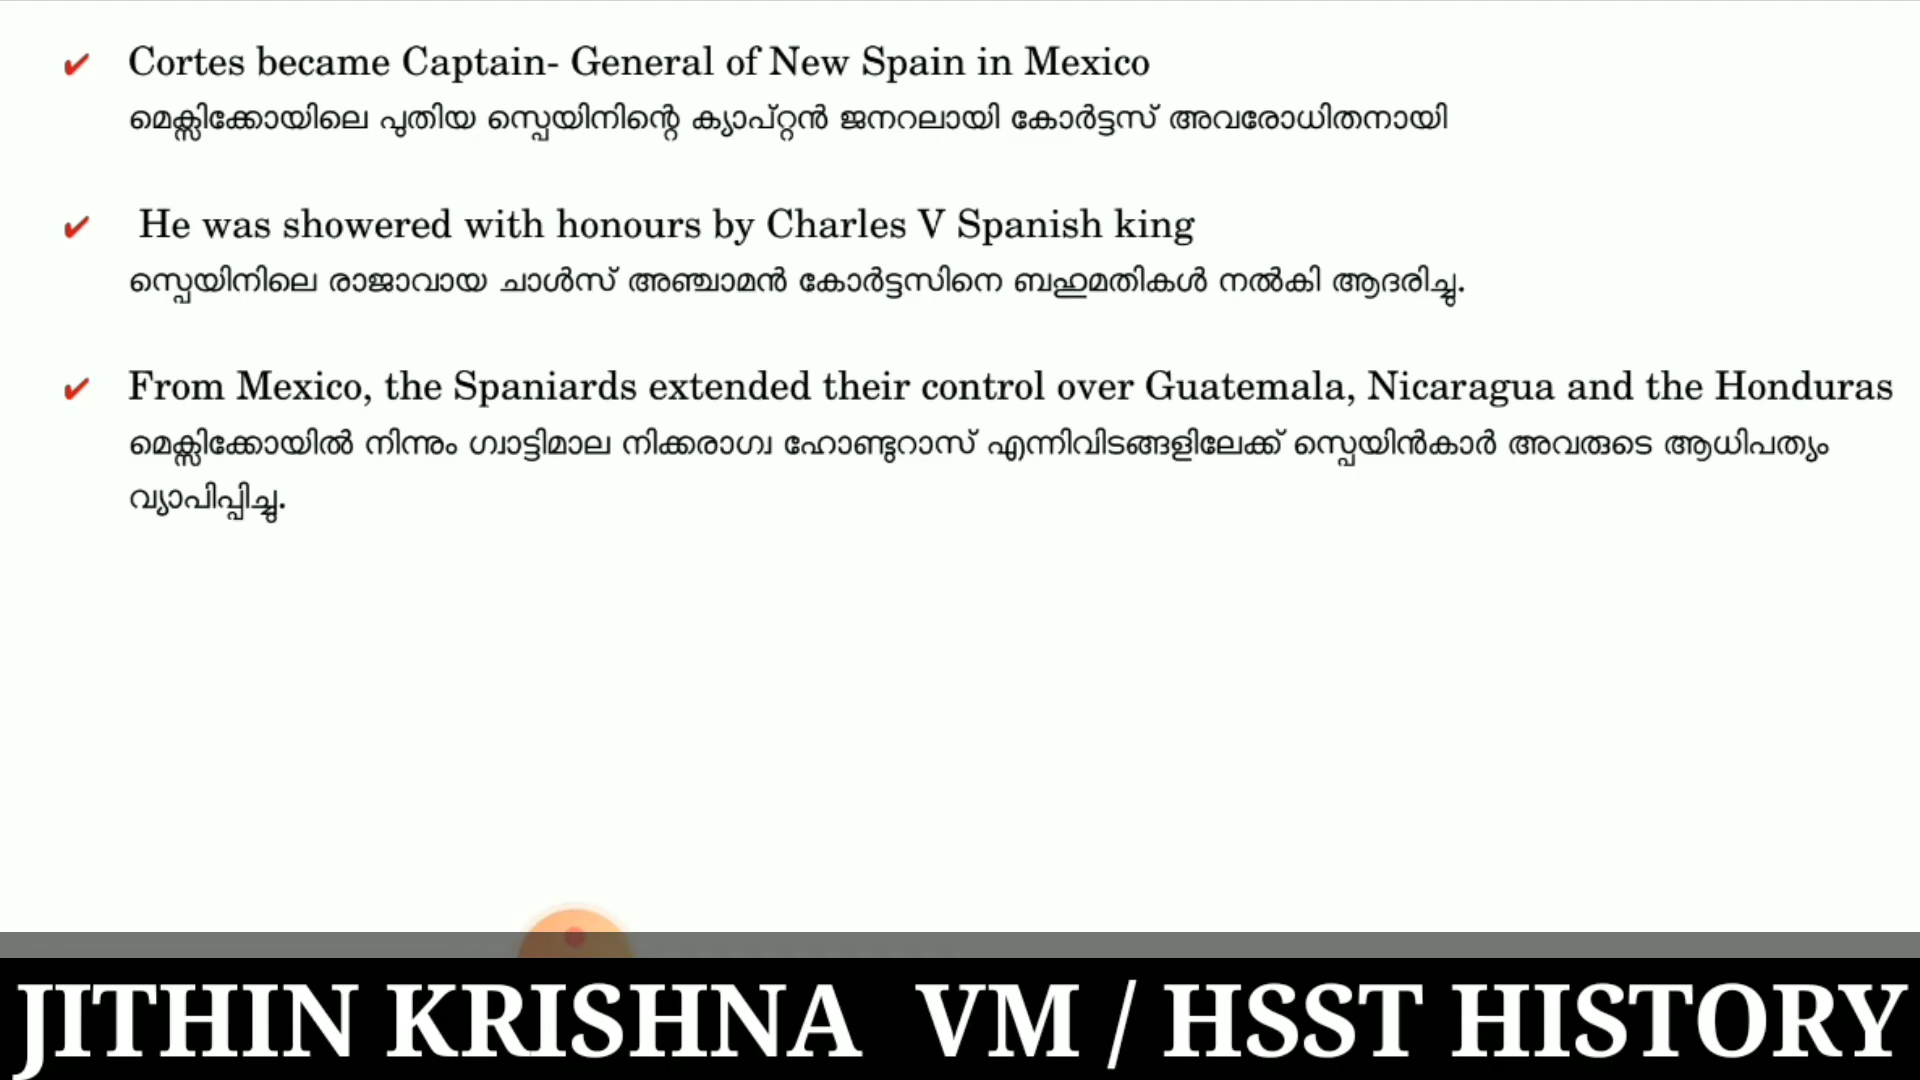 ✔ Cortes became Captain- General of New Spain in Mexico
മെക്സിക്കോയിലെ പുതിയ സ്പെയിനിന്റെ ക്യാപ്റ്റൻ ജനറലായി കോർട്ടസ് അവരോധിതനായി
✔ He was showered with honours by Charles V Spanish king
സ്പെയിനിലെ രാജാവായ ചാൾസ് അഞ്ചാമൻ കോർട്ടസിനെ ബഹുമതികൾ നൽകി ആദരിച്ചു.
✔ From Mexico, the Spaniards extended their control over Guatemala, Nicaragua and the Honduras
മെക്സിക്കോയിൽ നിന്നും ഗ്വാട്ടിമാല നിക്കരാഗ്വ ഹോണ്ടുറാസ് എന്നിവിടങ്ങളിലേക്ക് സ്പെയിൻകാർ അവരുടെ ആധിപത്യം
വ്യാപിപ്പിച്ചു.
JITHIN KRISHNA VM / HSST HISTORY